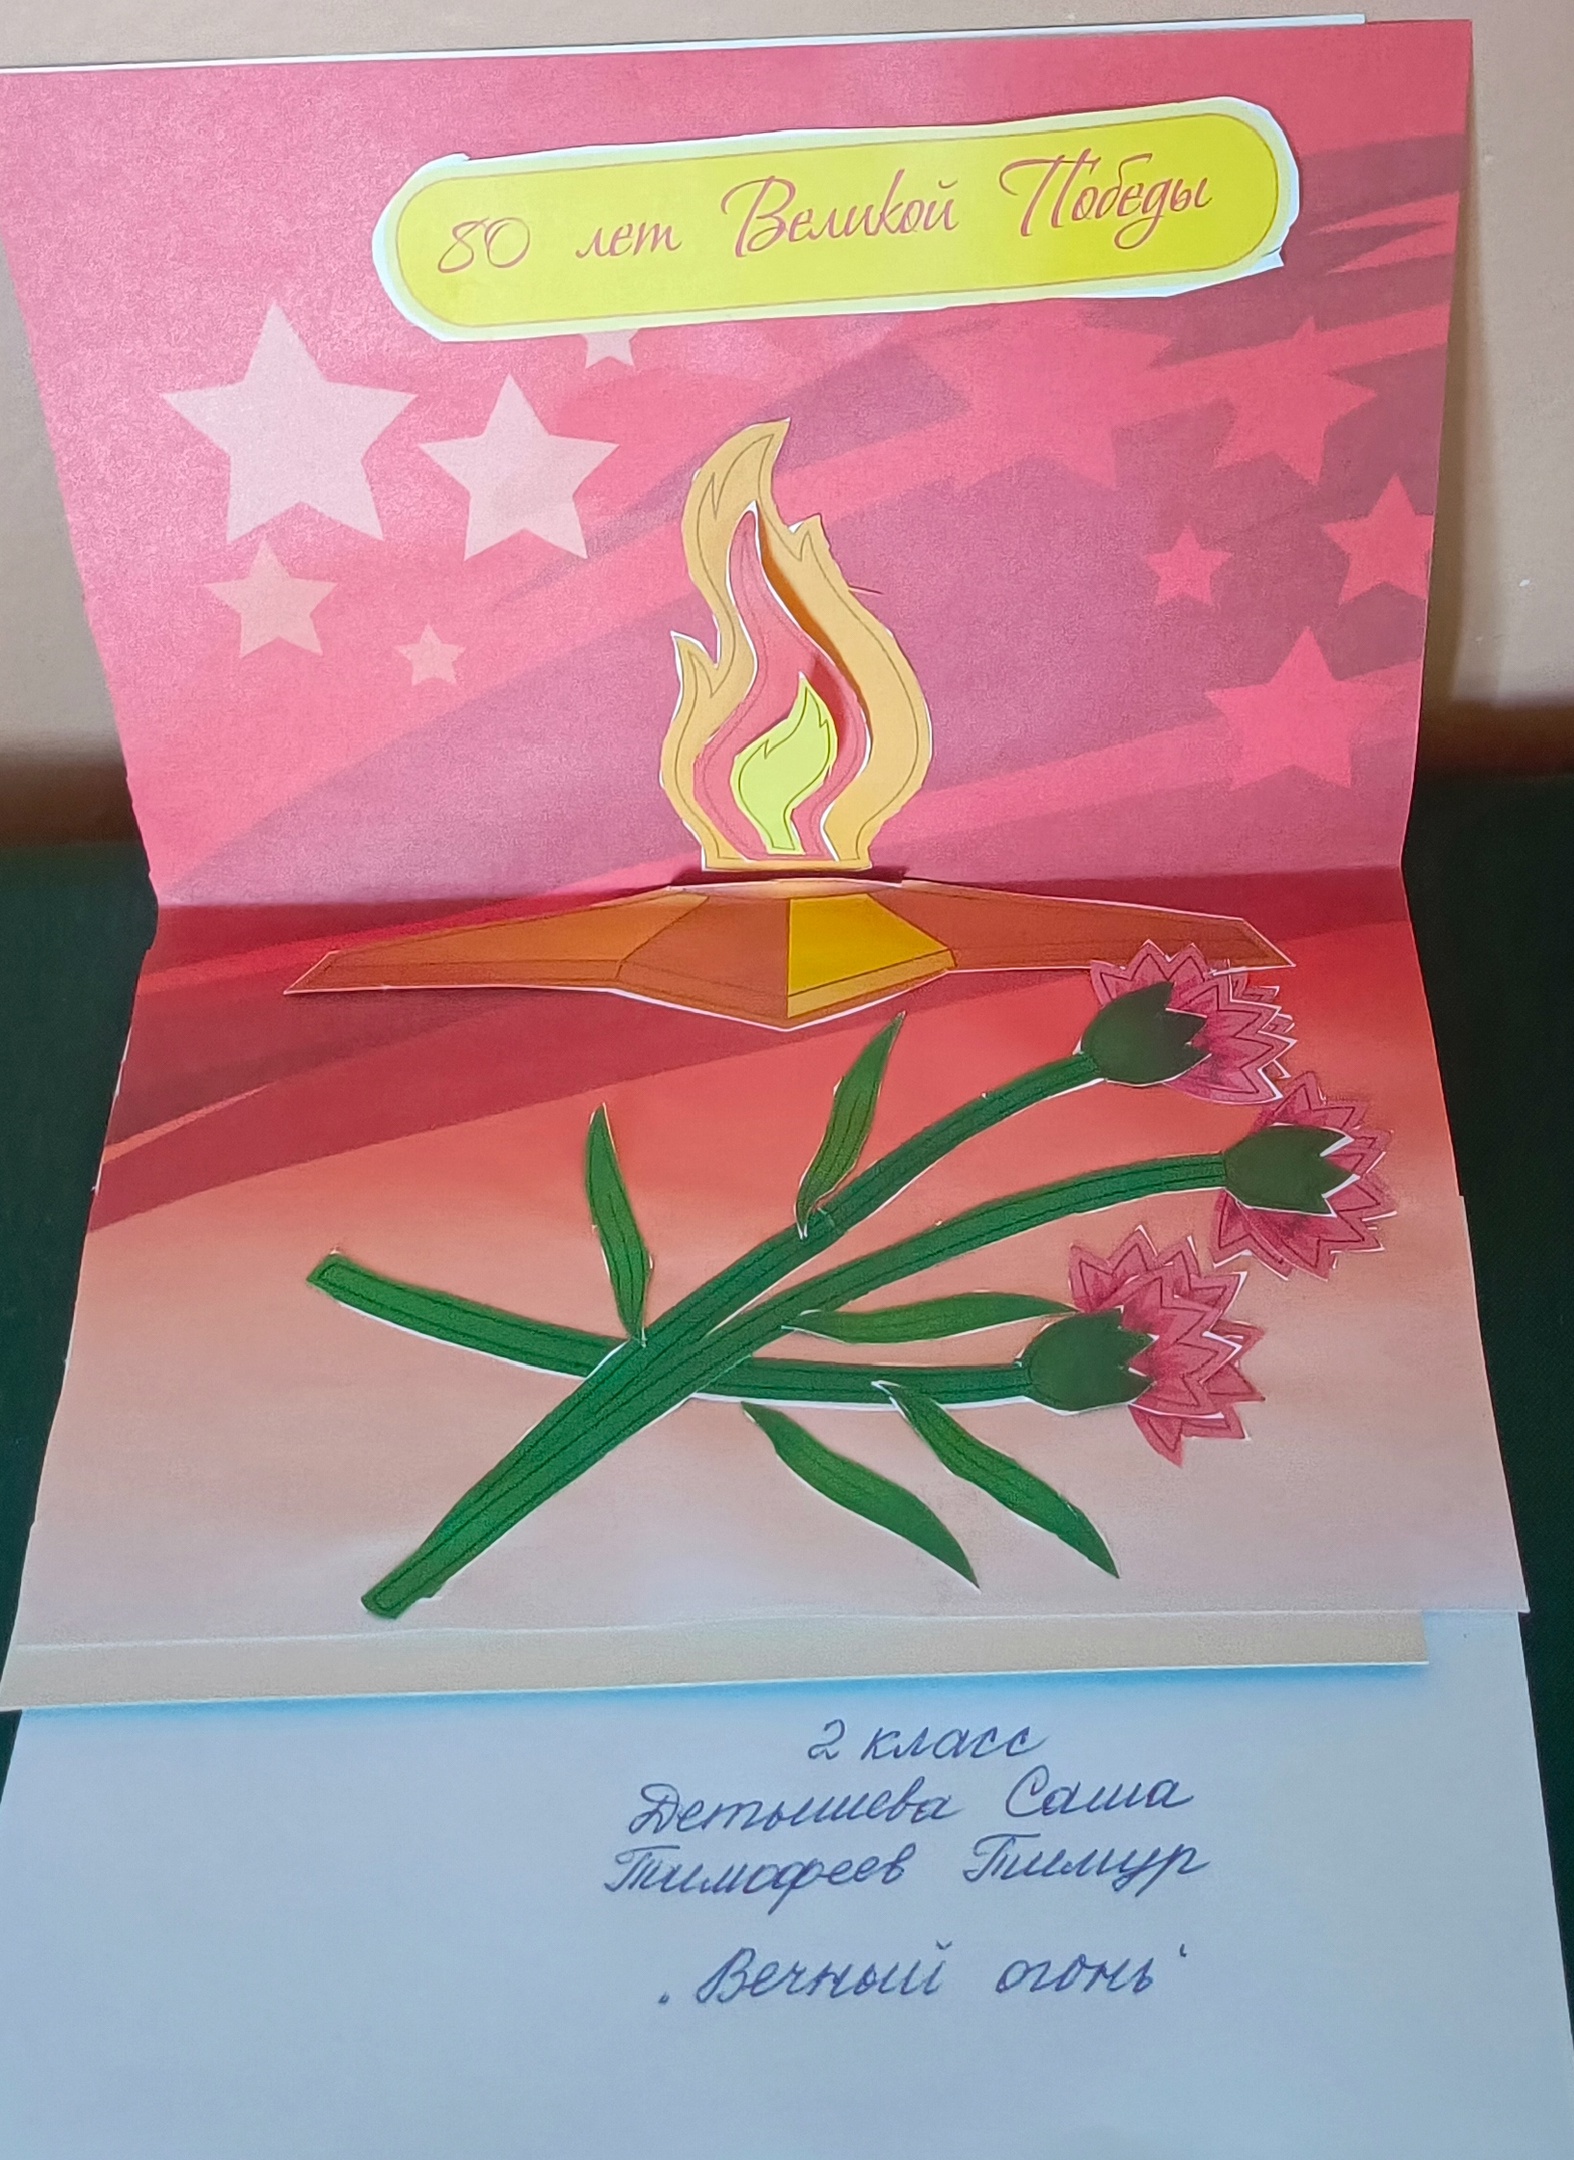 80 лет Великой Победы
2 класс
Детышева Саша
Тимофеев Тимур
"Вечный огонь"